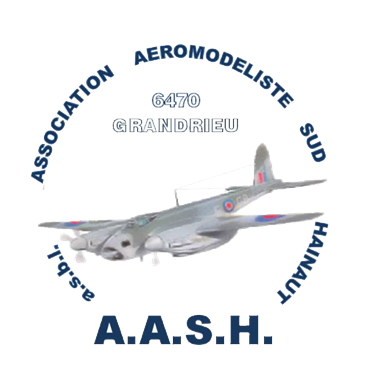 a.s.b.l. ASSOCIATION AEROMODELISTE SUD HAINAUT
6470
GRANDRIEU
A.A.S.H.